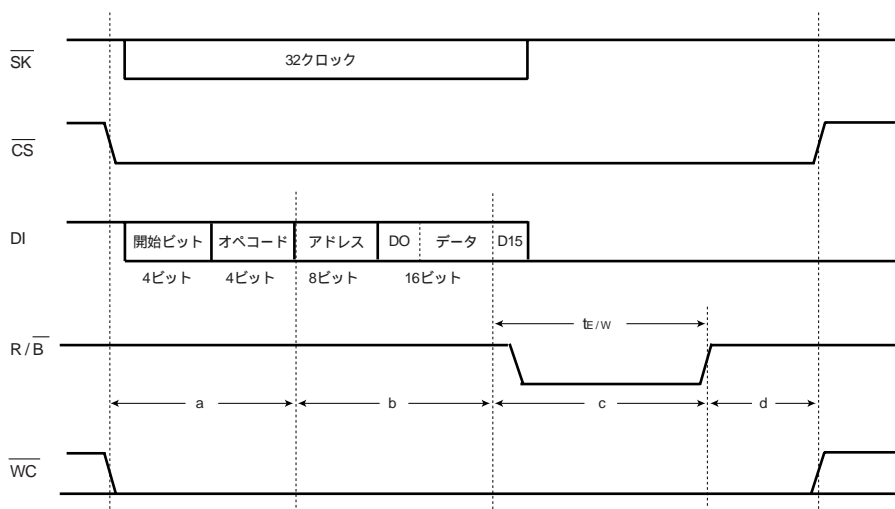 SK
32クロック
CS
DI
開始ビット オペコード アドレス DO データ D15
4ビット 4ビット 8ビット 16ビット
tE/W
R/B
a b c d
WC